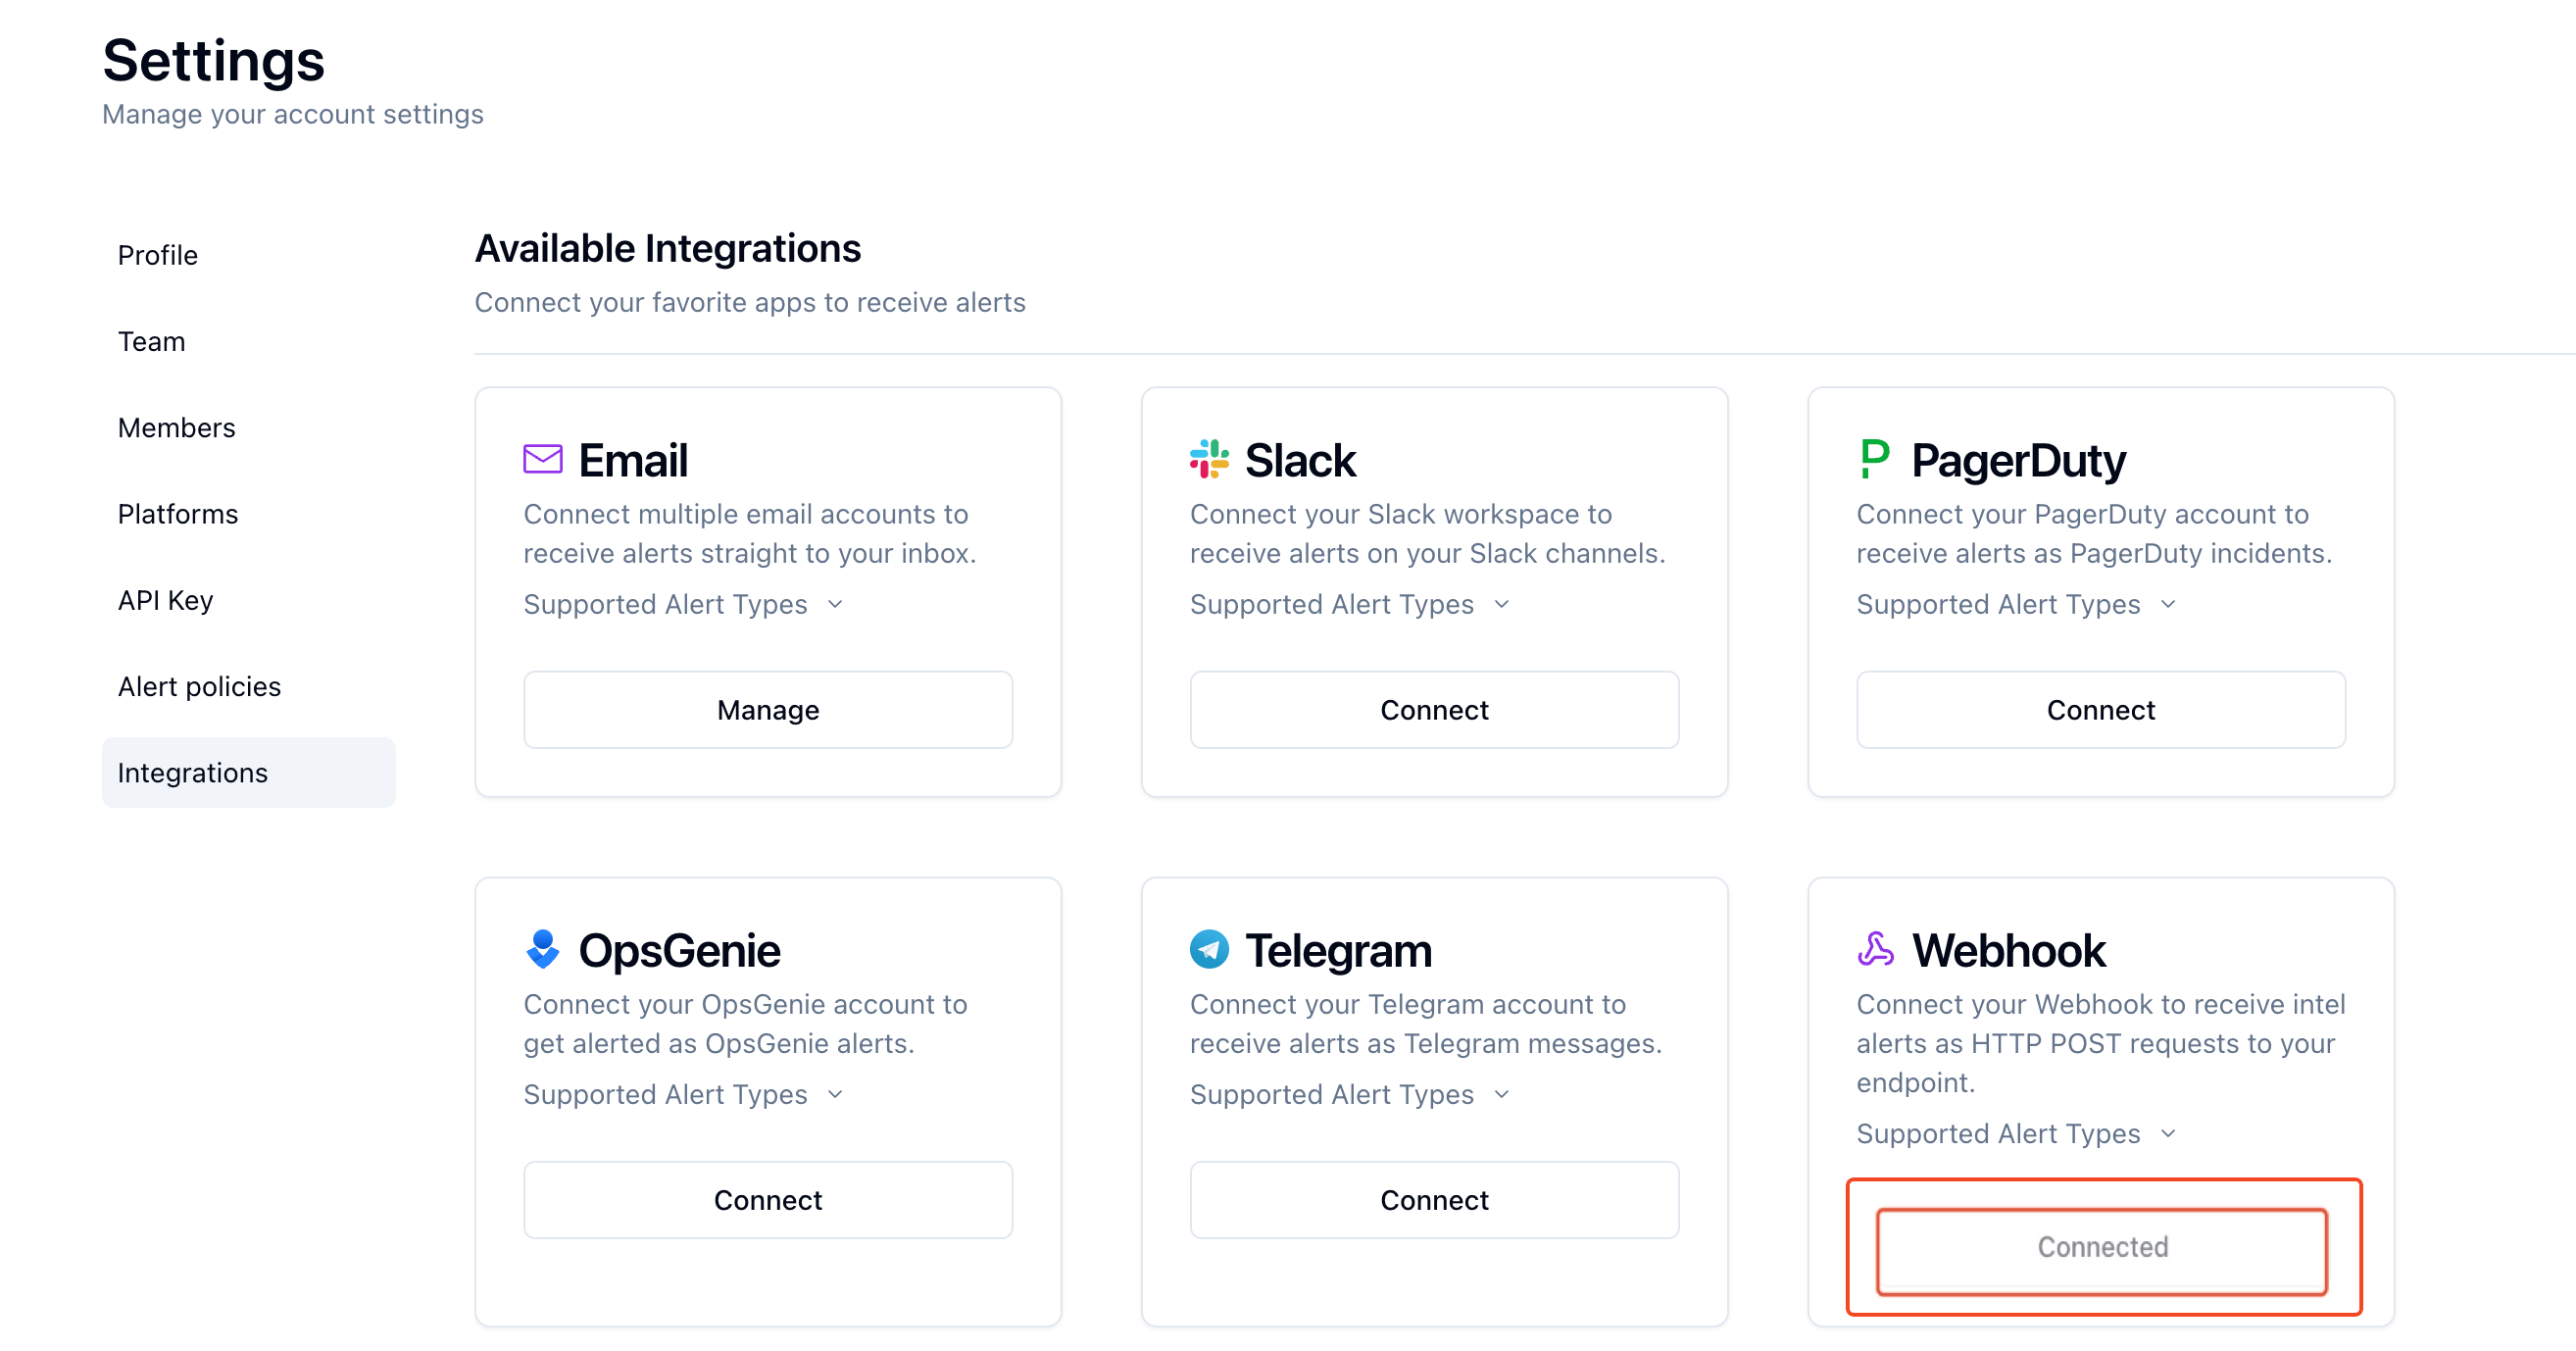 Settings
Manage your account settings
Profile
Team
Members
Platforms
API Key
Alert policies
Integrations
Available Integrations
Connect your favorite apps to receive alerts
Email
Connect multiple email accounts to
receive alerts straight to your inbox.
Supported Alert Types
Manage
Slack
Connect your Slack workspace to
receive alerts on your Slack channels.
Supported Alert Types
Connect
PagerDuty
Connect your PagerDuty account to
receive alerts as PagerDuty incidents.
Supported Alert Types
Connect
OpsGenie
Connect your OpsGenie account to
get alerted as OpsGenie alerts.
Supported Alert Types
Connect
Telegram
Connect your Telegram account to
receive alerts as Telegram messages.
Supported Alert Types
Connect
Webhook
Connect your Webhook to receive intel
alerts as HTTP POST requests to your
endpoint.
Supported Alert Types
Connected